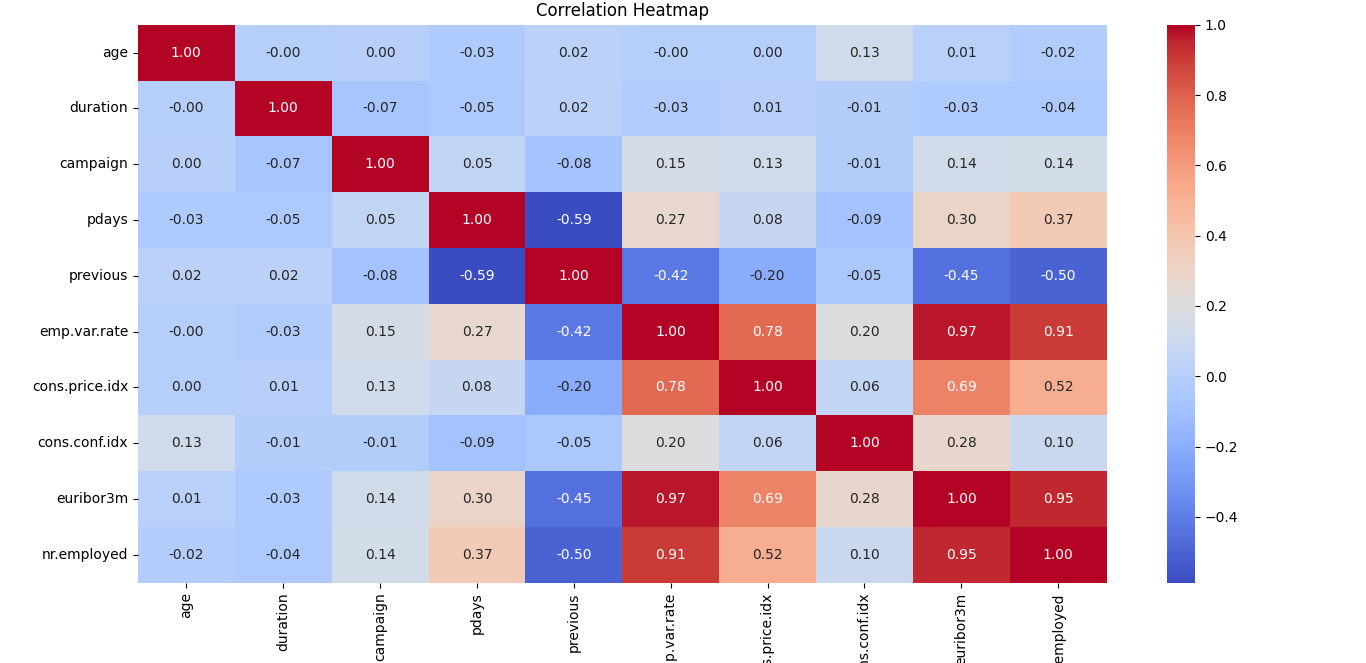 Correlation Heatmap
age 1.00 -0.00 0.00 -0.03 0.02 -0.00 0.00 0.13 0.01 -0.02
duration -0.00 1.00 -0.07 -0.05 0.02 -0.03 0.01 -0.01 -0.03 -0.04
campaign 0.00 -0.07 1.00 0.05 -0.08 0.15 0.13 -0.01 0.14 0.14
pdays -0.03 -0.05 0.05 1.00 -0.59 0.27 0.08 -0.09 0.30 0.37
previous 0.02 0.02 -0.08 -0.59 1.00 -0.42 -0.20 -0.05 -0.45 -0.50
emp.var.rate -0.00 -0.03 0.15 0.27 -0.42 1.00 0.78 0.20 0.97 0.91
cons.price.idx 0.00 0.01 0.13 0.08 -0.20 0.78 1.00 0.06 0.69 0.52
cons.conf.idx 0.13 -0.01 -0.01 -0.09 -0.05 0.20 0.06 1.00 0.28 0.10
euribor3m 0.01 -0.03 0.14 0.30 -0.45 0.97 0.69 0.28 1.00 0.95
nr.employed -0.02 -0.04 0.14 0.37 -0.50 0.91 0.52 0.10 0.95 1.00
age
duration
campaign
pdays
previous
p.var.rate
s.price.idx
ns.conf.idx
euribor3m
employed
1.0
0.8
0.6
0.4
0.2
0.0
−0.2
−0.4